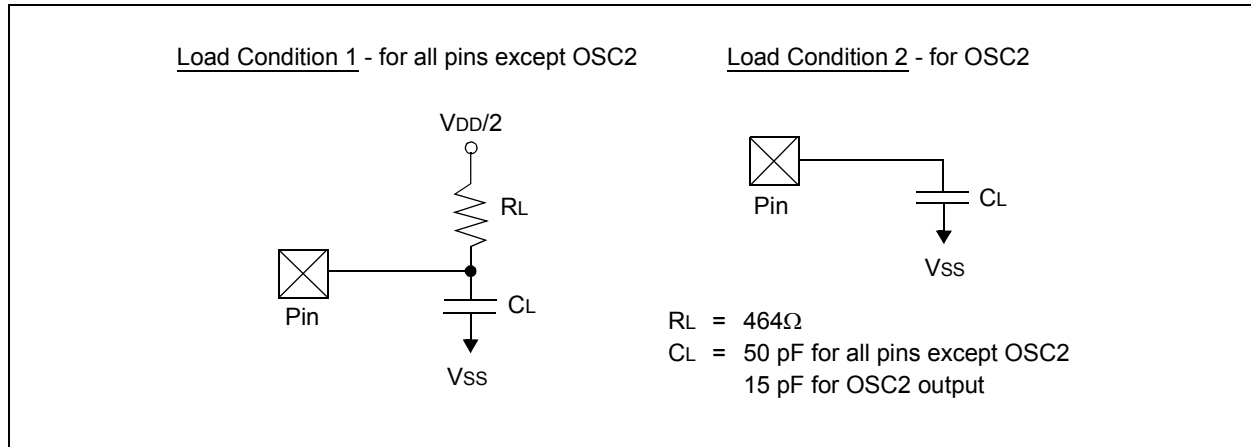 Load Condition 1 - for all pins except OSC2
VDD/2
RL
Pin
CL
VSS
Load Condition 2 - for OSC2
Pin
CL
VSS
RL = 464Ω
CL = 50 pF for all pins except OSC2
15 pF for OSC2 output